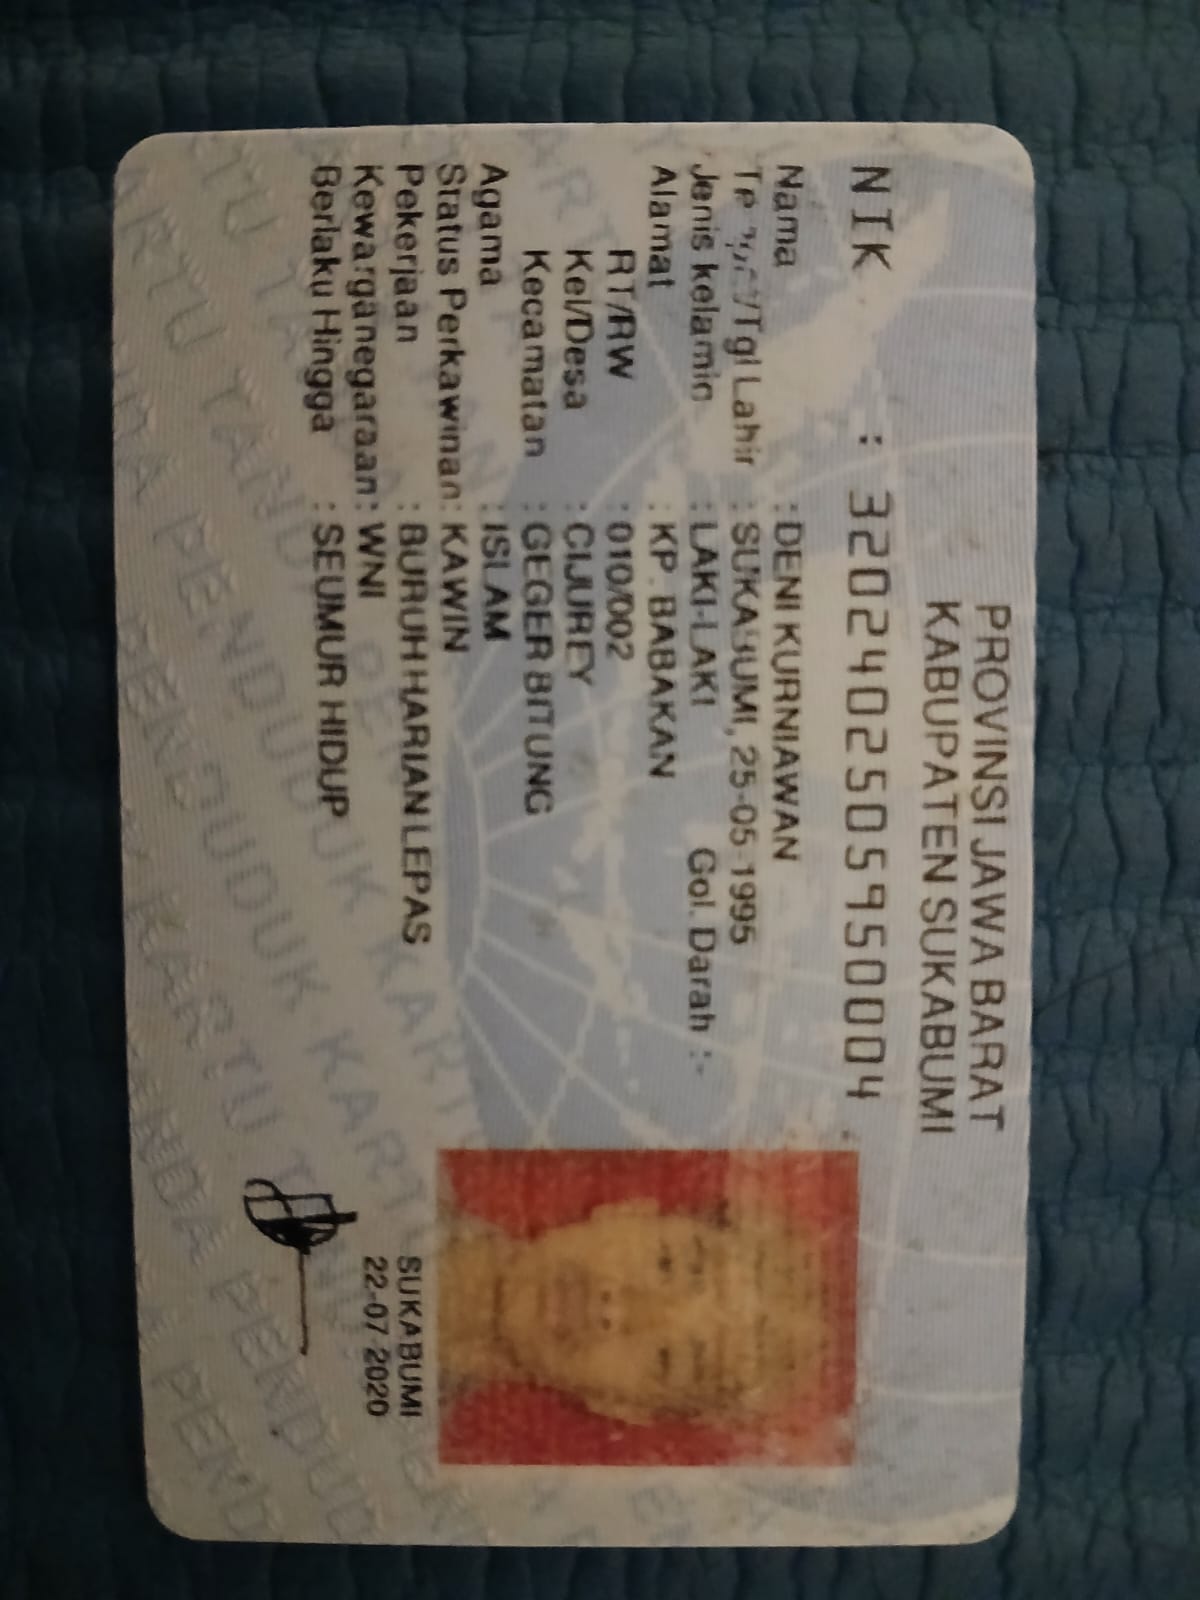 PROVINSI JAWA BARAT
KABUPATEN SUKABUMI
NIK : 3202402505950004
Nama : DENI KURNIAWAN
/Tgl Lahir : SUKABUMI, 25-05-1995
Jenis kelamin : LAKI-LAKI Gol. Darah : -
Alamat : KP. BABAKAN
RT/RW : 010/002
Kel/Desa : CIJUREY
Kecamatan : GEGER BITUNG
Agama : ISLAM
Status Perkawinan : KAWIN
Pekerjaan : BURUH HARIAN LEPAS
Kewarganegaraan : WNI
Berlaku Hingga : SEUMUR HIDUP
SUKABUMI
22-07-2020